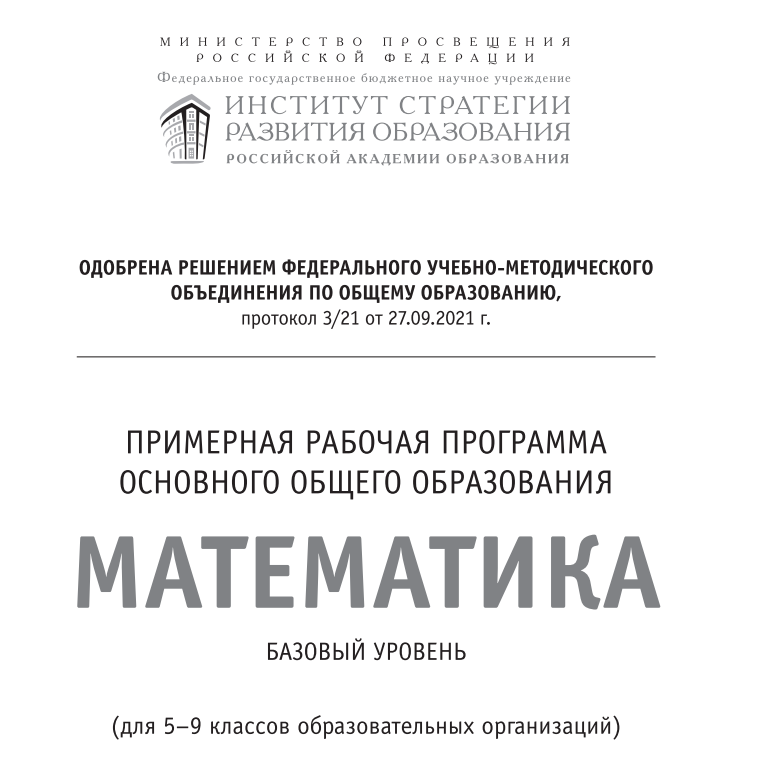 МИНИСТЕРСТВО ПРОСВЕЩЕНИЯ
РОССИЙСКОЙ ФЕДЕРАЦИИ
Федеральное государственное бюджетное научное учреждение
ИНСТИТУТ СТРАТЕГИИ
РАЗВИТИЯ ОБРАЗОВАНИЯ
РОССИЙСКОЙ АКАДЕМИИ ОБРАЗОВАНИЯ
ОДОБРЕНА РЕШЕНИЕМ ФЕДЕРАЛЬНОГО УЧЕБНО-МЕТОДИЧЕСКОГО
ОБЪЕДИНЕНИЯ ПО ОБЩЕМУ ОБРАЗОВАНИЮ,
протокол 3/21 от 27.09.2021 г.
ПРИМЕРНАЯ РАБОЧАЯ ПРОГРАММА
ОСНОВНОГО ОБЩЕГО ОБРАЗОВАНИЯ
МАТЕМАТИКА
БАЗОВЫЙ УРОВЕНЬ
(для 5–9 классов образовательных организаций)